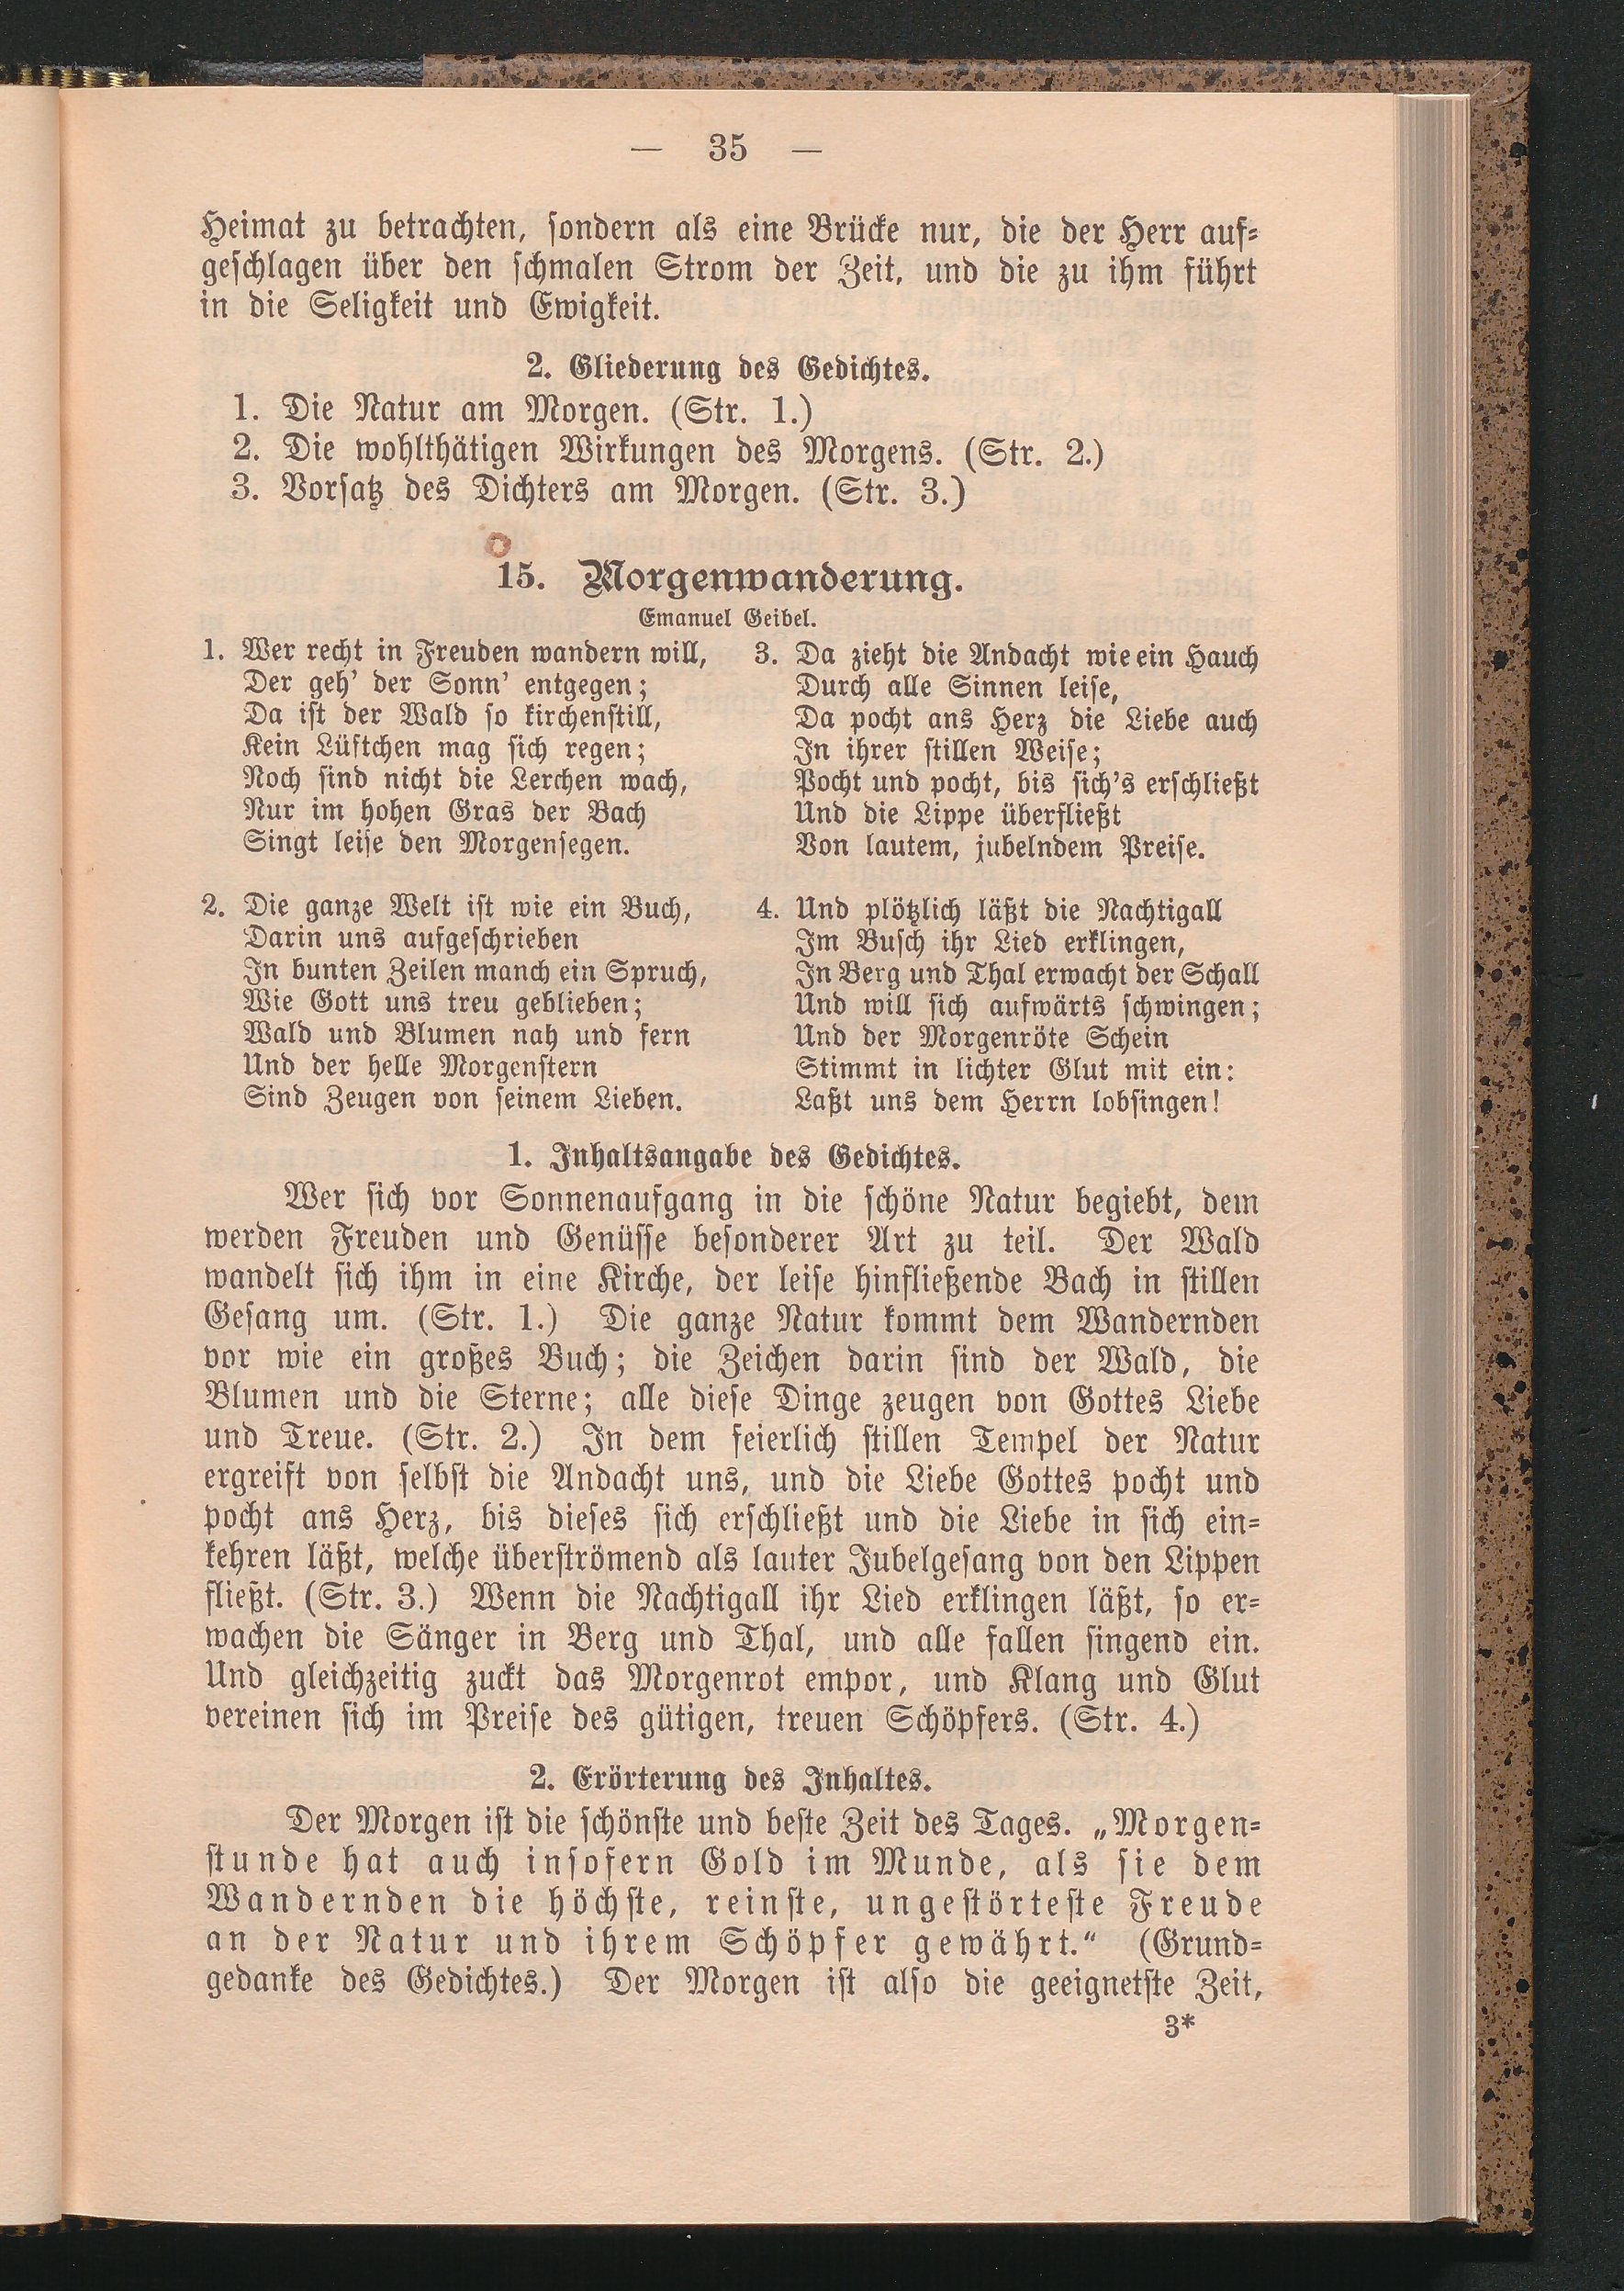 — 35 —
Heimat zu betrachten, sondern als eine Brücke nur, die der Herr auf-
geschlagen über den schmalen Strom der Zeit, und die zu ihm führt
in die Seligkeit und Ewigkeit.
2. Gliederung des Gedichtes.
1. Die Natur am Morgen. (Str. 1.)
2. Die wohlthätigen Wirkungen des Morgens. (Str. 2.)
3. Vorsatz des Dichters am Morgen. (Str. 3.)
15. Morgenwanderung.
Emanuel Geibel.
1. Wer recht in Freuden wandern will,
Der geh' der Sonn' entgegen;
Da ist der Wald so kirchenstill,
Kein Lüftchen mag sich regen;
Noch sind nicht die Lerchen wach,
Nur im hohen Gras der Bach
Singt leise den Morgensegen.
2. Die ganze Welt ist wie ein Buch,
Darin uns aufgeschrieben
In bunten Zeilen manch ein Spruch,
Wie Gott uns treu geblieben;
Wald und Blumen nah und fern
Und der helle Morgenstern
Sind Zeugen von seinem Lieben.
3. Da zieht die Andacht wie ein Hauch
Durch alle Sinnen leise,
Da pocht ans Herz die Liebe auch
In ihrer stillen Weise;
Pocht und pocht, bis sich's erschließt
Und die Lippe überfließt
Von lautem, jubelndem Preise.
4. Und plötzlich läßt die Nachtigall
Im Busch ihr Lied erklingen,
In Berg und Thal erwacht der Schall
Und will sich aufwärts schwingen;
Und der Morgenröte Schein
Stimmt in lichter Glut mit ein:
Laßt uns dem Herrn lobsingen!
1. Inhaltsangabe des Gedichtes.
Wer sich vor Sonnenaufgang in die schöne Natur begiebt, dem
werden Freuden und Genüsse besonderer Art zu teil. Der Wald
wandelt sich ihm in eine Kirche, der leise hinfließende Bach in stillen
Gesang um. (Str. 1.) Die ganze Natur kommt dem Wandernden
vor wie ein großes Buch; die Zeichen darin sind der Wald, die
Blumen und die Sterne; alle diese Dinge zeugen von Gottes Liebe
und Treue. (Str. 2.) In dem feierlich stillen Tempel der Natur
ergreift von selbst die Andacht uns, und die Liebe Gottes pocht und
pocht ans Herz, bis dieses sich erschließt und die Liebe in sich ein-
kehren läßt, welche überströmend als lauter Jubelgesang von den Lippen
fließt. (Str. 3.) Wenn die Nachtigall ihr Lied erklingen läßt, so er-
wachen die Sänger in Berg und Thal, und alle fallen singend ein.
Und gleichzeitig zuckt das Morgenrot empor, und Klang und Glut
vereinen sich im Preise des gütigen, treuen Schöpfers. (Str. 4.)
2. Erörterung des Inhaltes.
Der Morgen ist die schönste und beste Zeit des Tages. „Morgen-
stunde hat auch insofern Gold im Munde, als sie dem
Wandernden die höchste, reinste, ungestörteste Freude
an der Natur und ihrem Schöpfer gewährt.“ (Grund-
gedanke des Gedichtes.) Der Morgen ist also die geeignetste Zeit,
3*